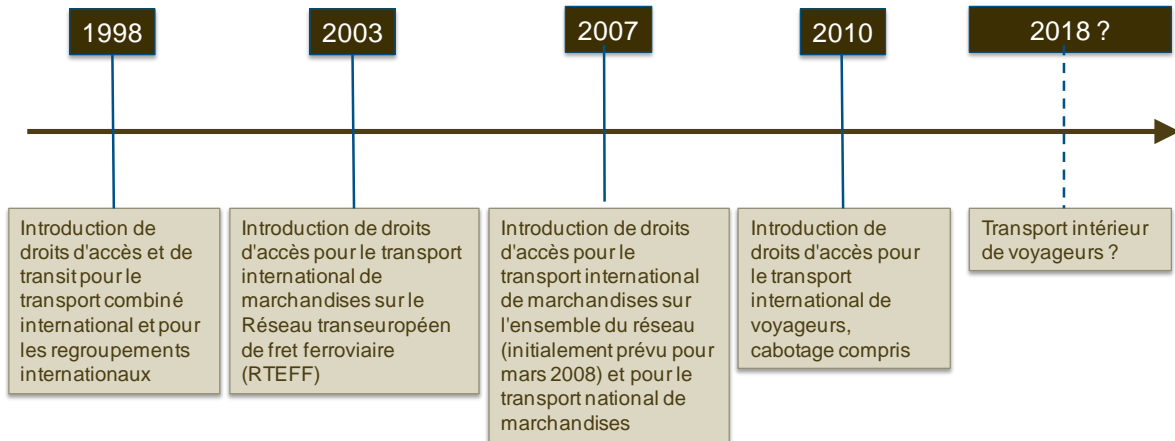 1998
2003
2007
2010
2018 ?
Introduction de
droits d'accès et de
transit pour le
transport combiné
international et pour
les regroupements
internationaux
Introduction de droits
d'accès pour le transport
international de
marchandises sur le
Réseau transeuropéen
de fret ferroviaire
(RTEFF)
Introduction de droits
d'accès pour le
transport international
de marchandises sur
l'ensemble du réseau
(initialement prévu pour
mars 2008) et pour le
transport national de
marchandises
Introduction de
droits d'accès pour
le transport
international de
voyageurs,
cabotage compris
Transport intérieur
de voyageurs ?